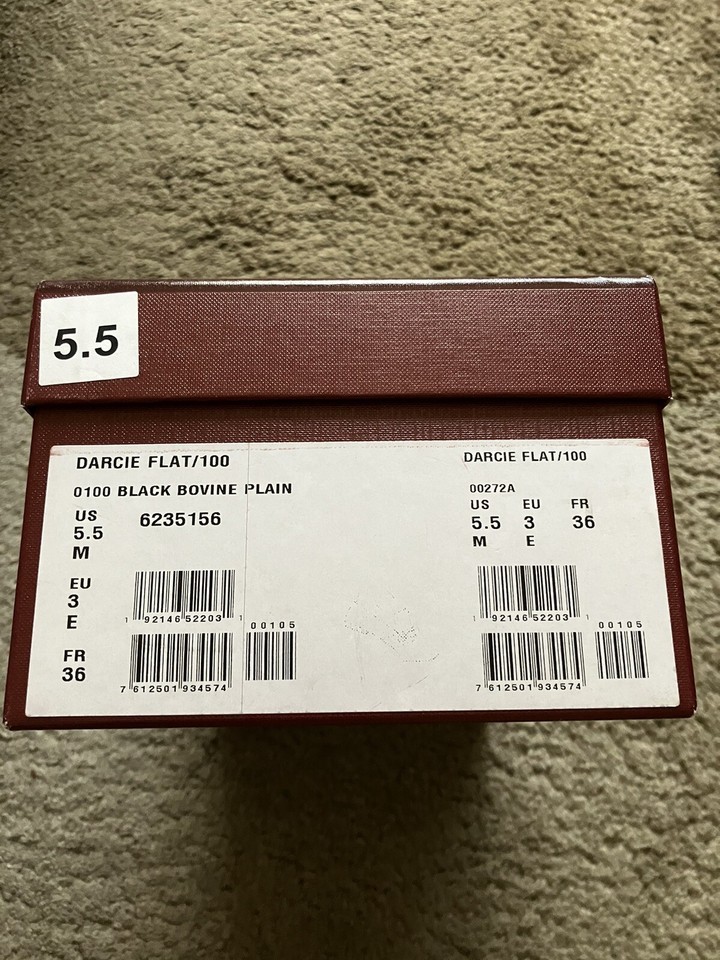 5.5
DARCIE FLAT/100
0100 BLACK BOVINE PLAIN
US
5.5
M
6235156
EU
3
E
FR
36
1 92146 52203 1
00105
7 612501 934574
DARCIE FLAT/100
00272A
US EU FR
5.5 3 36
M E
1 92146 52203 1
00105
7 612501 934574